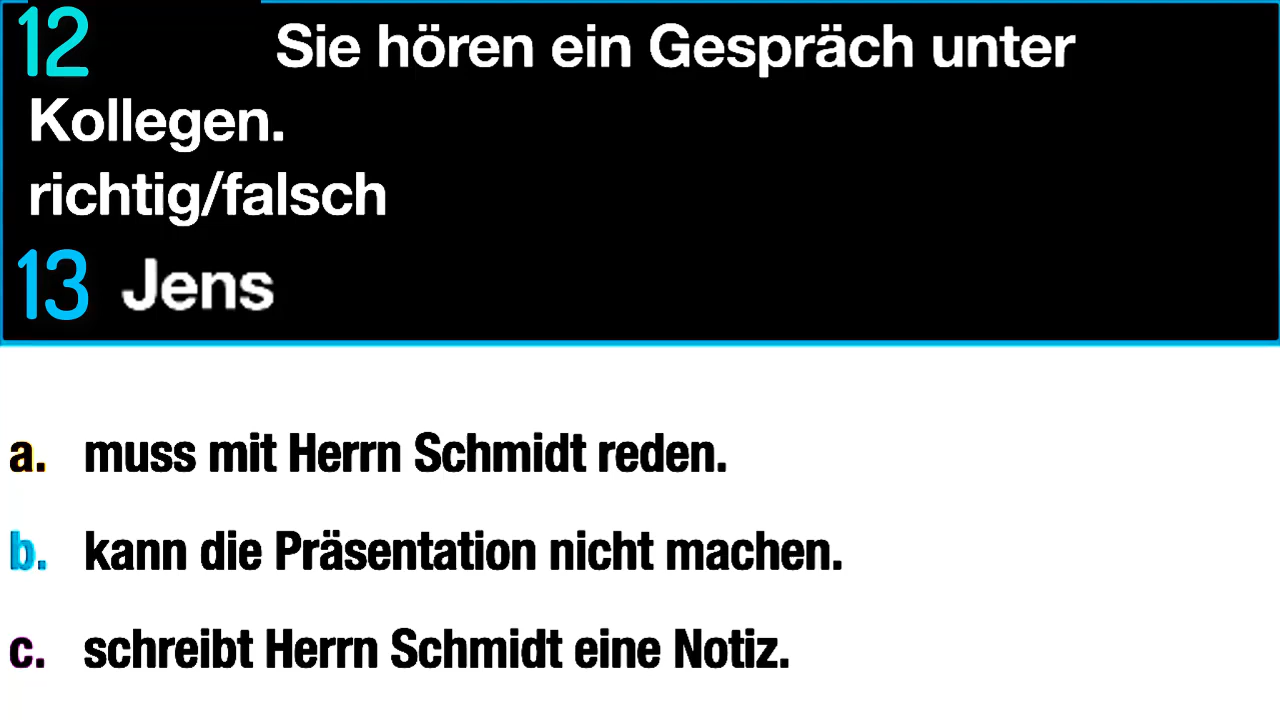 12 Sie hören ein Gespräch unter
Kollegen.
richtig/falsch
13 Jens
a. muss mit Herrn Schmidt reden.
b. kann die Präsentation nicht machen.
c. schreibt Herrn Schmidt eine Notiz.